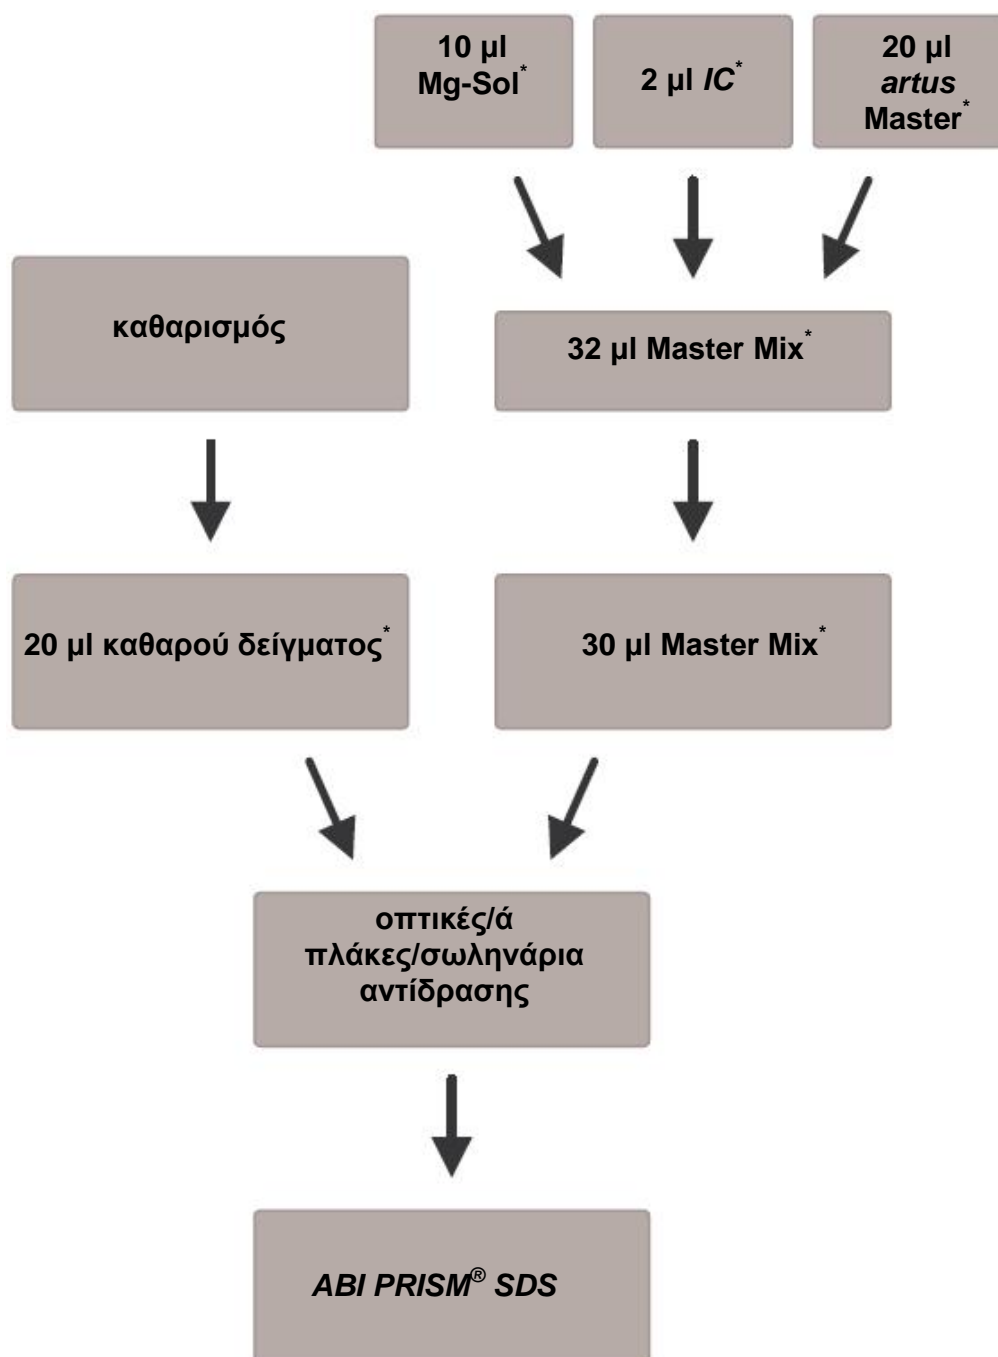 10 µl
Mg-Sol*
2 µl IC*
20 µl
artus
Master*
καθαρισμός
32 µl Master Mix*
20 µl καθαρού δείγματος*
30 µl Master Mix*
οπτικές/ά
πλάκες/σωληνάρια
αντίδρασης
ABI PRISM® SDS